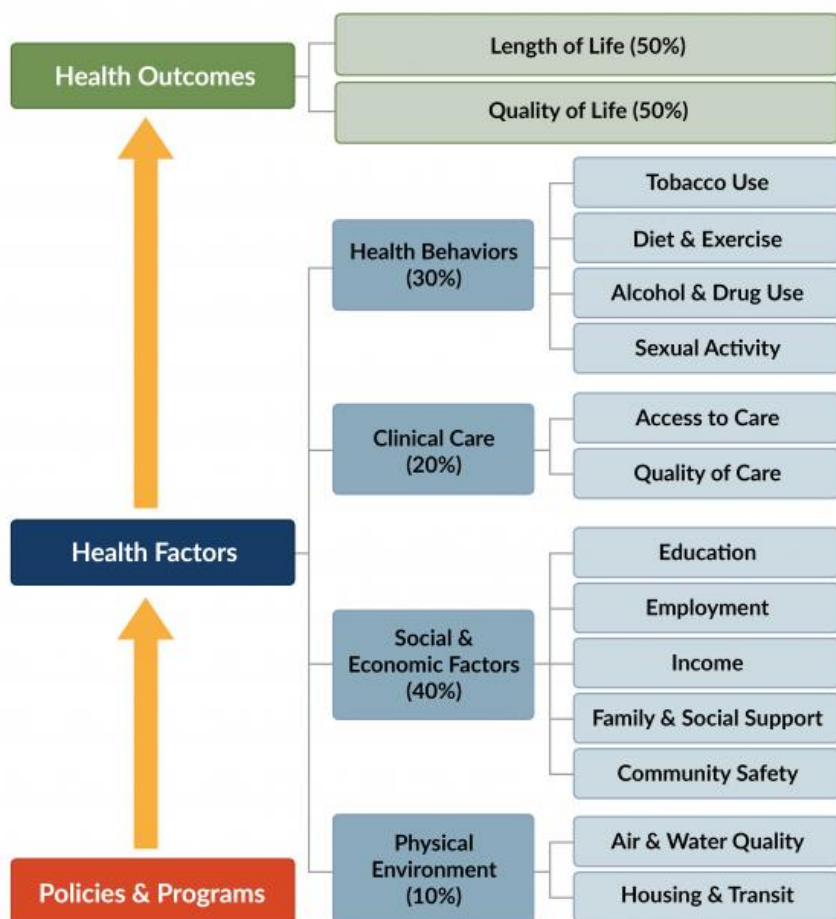 Health Outcomes
Length of Life (50%)
Quality of Life (50%)
Health Factors
Health Behaviors
(30%)
Tobacco Use
Diet & Exercise
Alcohol & Drug Use
Sexual Activity
Clinical Care
(20%)
Access to Care
Quality of Care
Social &
Economic Factors
(40%)
Education
Employment
Income
Family & Social Support
Community Safety
Physical
Environment
(10%)
Air & Water Quality
Housing & Transit
Policies & Programs